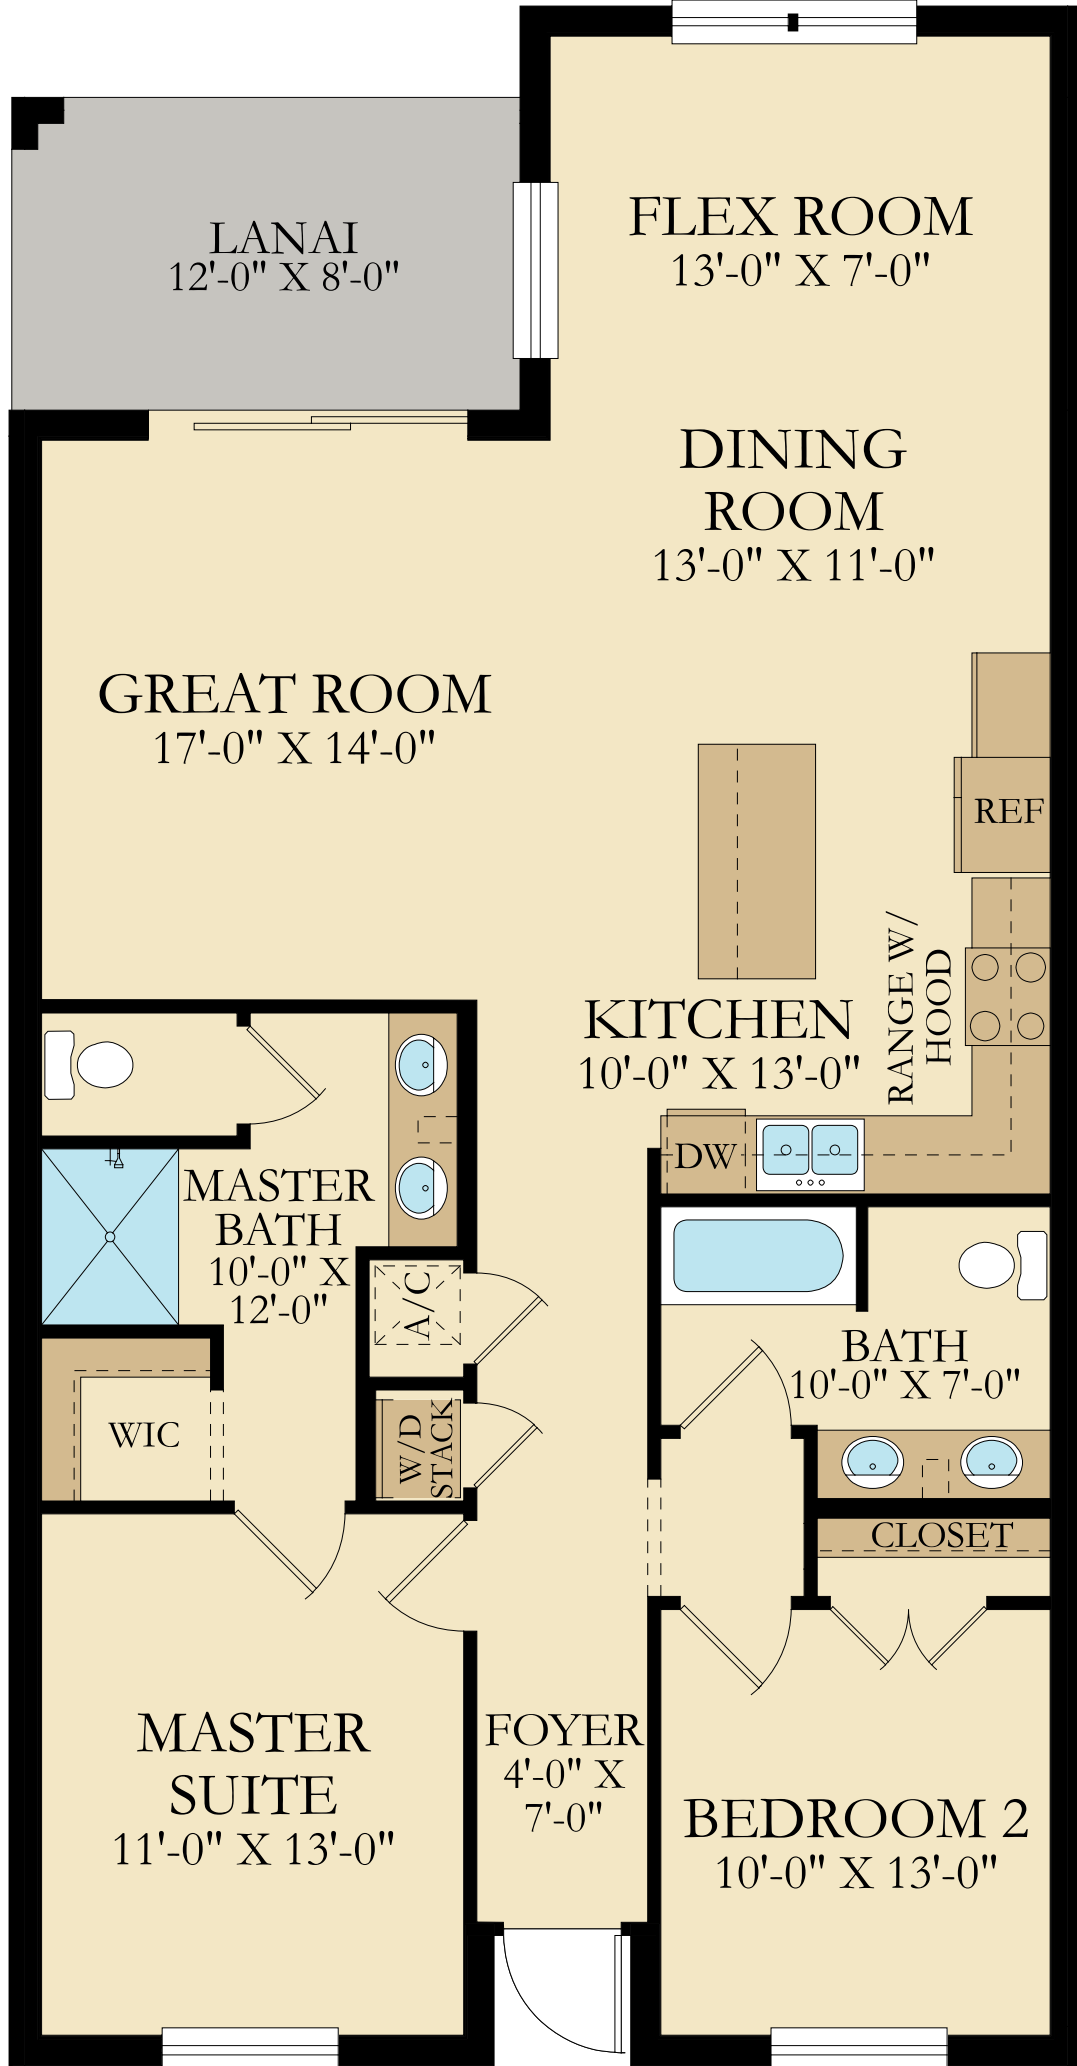 LANAI
12'-0" X 8'-0"
FLEX ROOM
13'-0" X 7'-0"
DINING
ROOM
13'-0" X 11'-0"
GREAT ROOM
17'-0" X 14'-0"
REF
RANGE W/
HOOD
KITCHEN
10'-0" X 13'-0"
DW
MASTER
BATH
10'-0" X
12'-0"
A/C
BATH
10'-0" X 7'-0"
WIC
W/D
STACK
CLOSET
MASTER
SUITE
11'-0" X 13'-0"
FOYER
4'-0" X
7'-0"
BEDROOM 2
10'-0" X 13'-0"